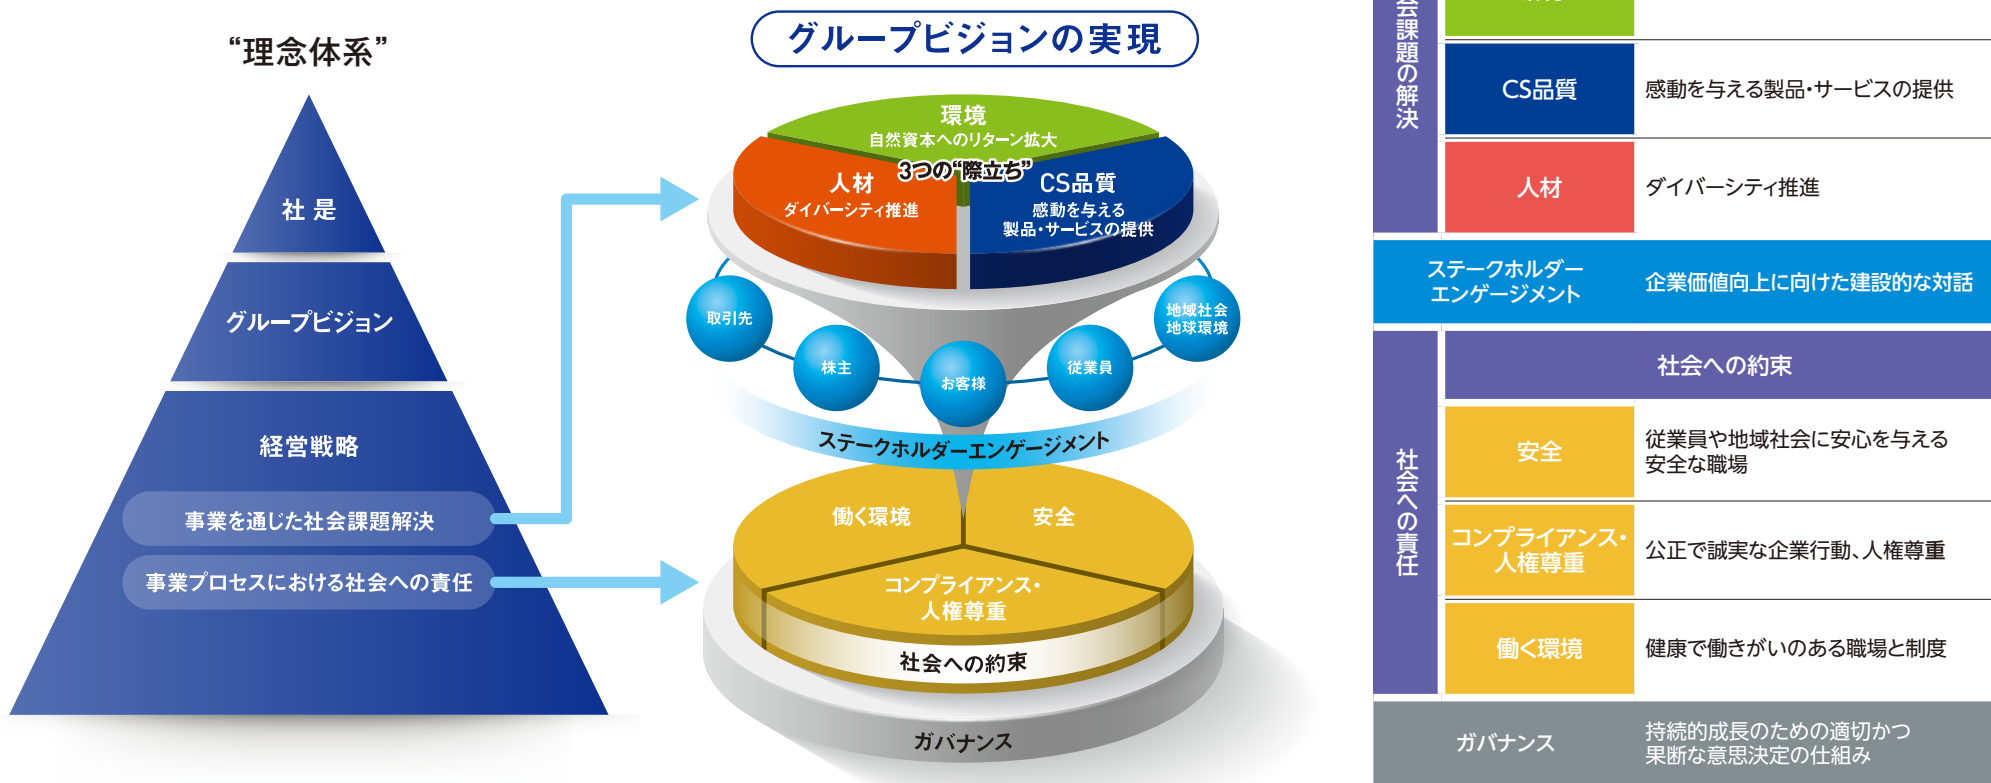 “理念体系”
社是
グループビジョン
経営戦略
事業を通じた社会課題解決
事業プロセスにおける社会への責任
グループビジョンの実現
環境
自然資本へのリターン拡大
3つの“際立ち”
人材
ダイバーシティ推進
CS品質
感動を与える
製品・サービスの提供
取引先
株主
お客様
従業員
地域社会
地球環境
ステークホルダーエンゲージメント
働く環境
安全
コンプライアンス・
人権尊重
社会への約束
ガバナンス
会課題の解決
CS品質
感動を与える製品・サービスの提供
人材
ダイバーシティ推進
ステークホルダー
エンゲージメント
企業価値向上に向けた建設的な対話
社会への責任
社会への約束
安全
従業員や地域社会に安心を与える
安全な職場
コンプライアンス・
人権尊重
公正で誠実な企業行動、人権尊重
働く環境
健康で働きがいのある職場と制度
ガバナンス
持続的成長のための適切かつ
果断な意思決定の仕組み